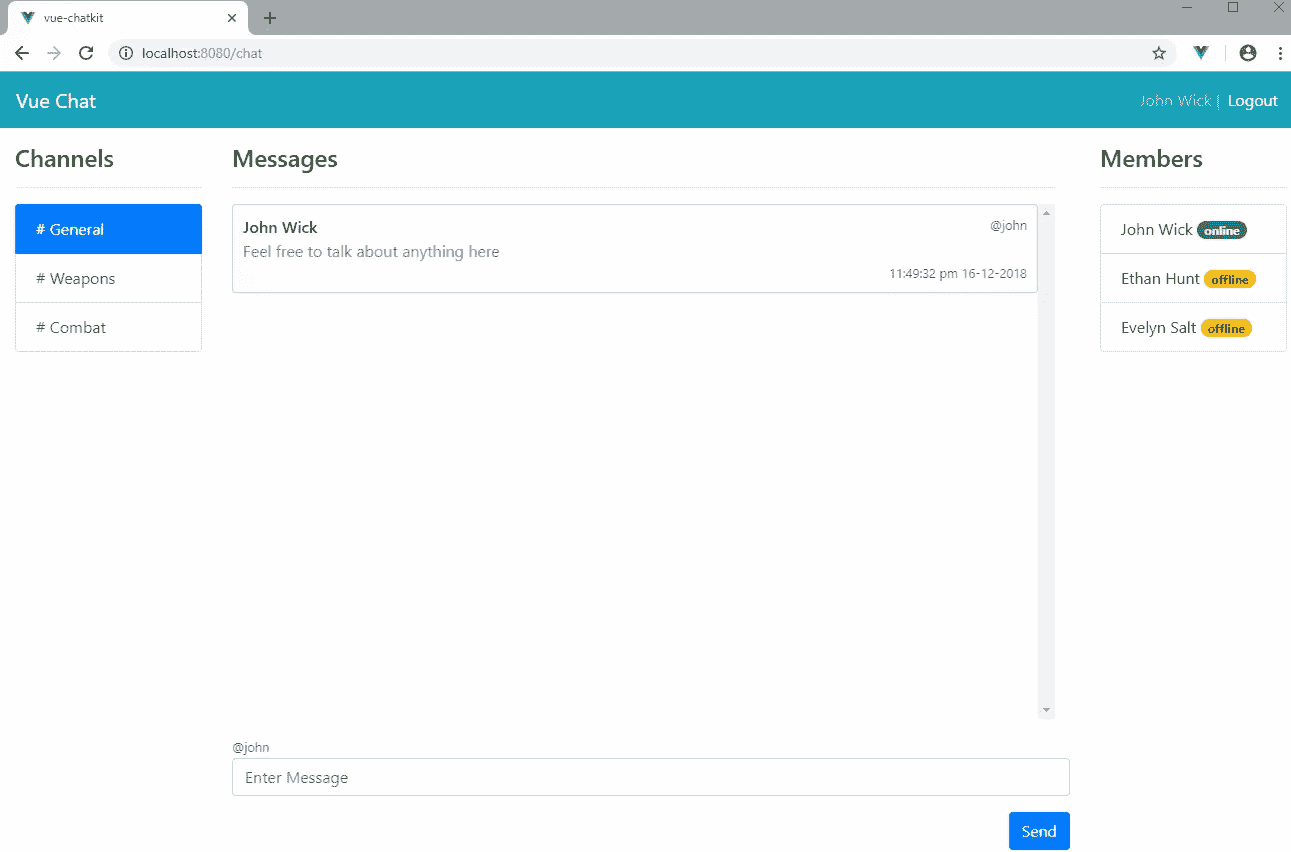 vue-chatkit
localhost:8080/chat
Vue Chat
John Wick | Logout
Channels
# General
# Weapons
# Combat
Messages
John Wick @john
Feel free to talk about anything here
11:49:32 pm 16-12-2018
@john
Enter Message
Send
Members
John Wick online
Ethan Hunt offline
Evelyn Salt offline